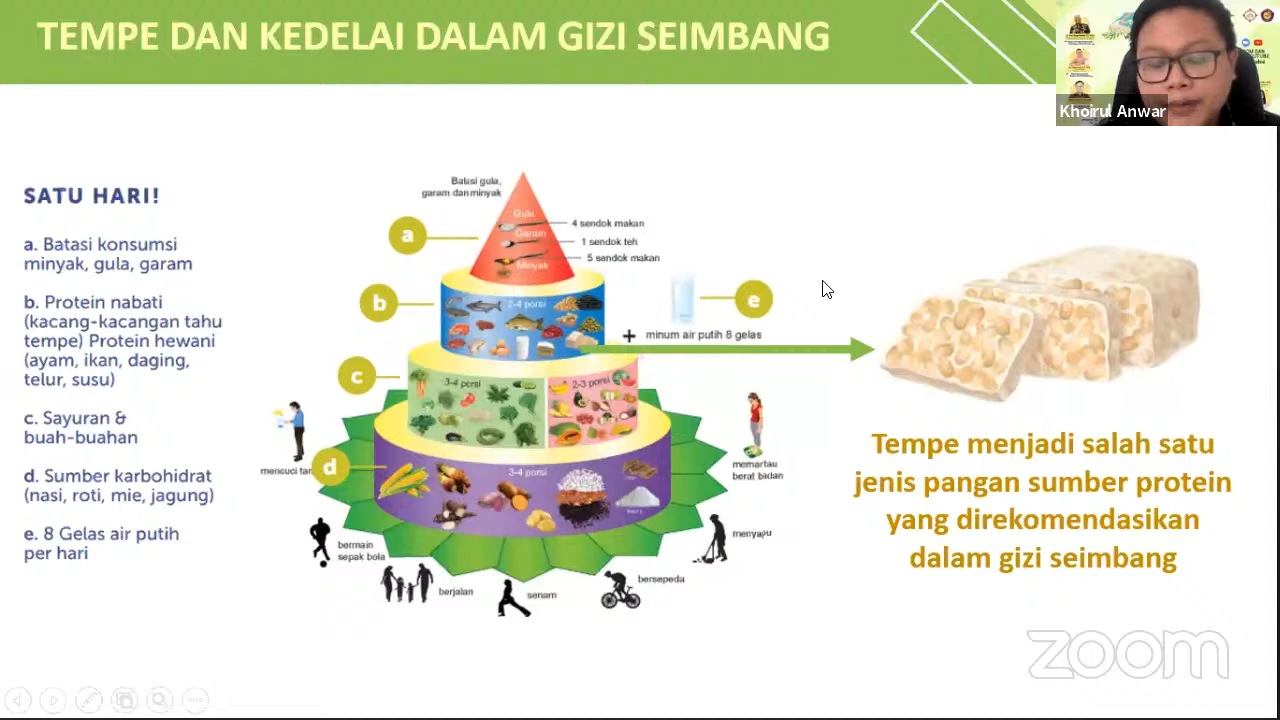 TEMPE DAN KEDELAI DALAM GIZI SEIMBANG
Khoirul Anwar
SATU HARI!
a. Batasi konsumsi
minyak, gula, garam
b. Protein nabati
(kacang-kacangan tahu
tempe) Protein hewani
(ayam, ikan, daging,
telur, susu)
c. Sayuran &
buah-buahan
d. Sumber karbohidrat
(nasi, roti, mie, jagung)
e. 8 Gelas air putih
per hari
Batasi gula,
garam dan minyak
Gula
4 sendok makan
Garam
1 sendok teh
5 sendok makan
Minyak
a
b
2-4 porsi
e
+ minum air putih 8 gelas
c
3-4 porsi
2-3 porsi
d
3-4 porsi
mencuci tan
memantau
berat badan
bermain
sepak bola
menyapu
berjalan
senam
bersepeda
Tempe menjadi salah satu
jenis pangan sumber protein
yang direkomendasikan
dalam gizi seimbang
zoom